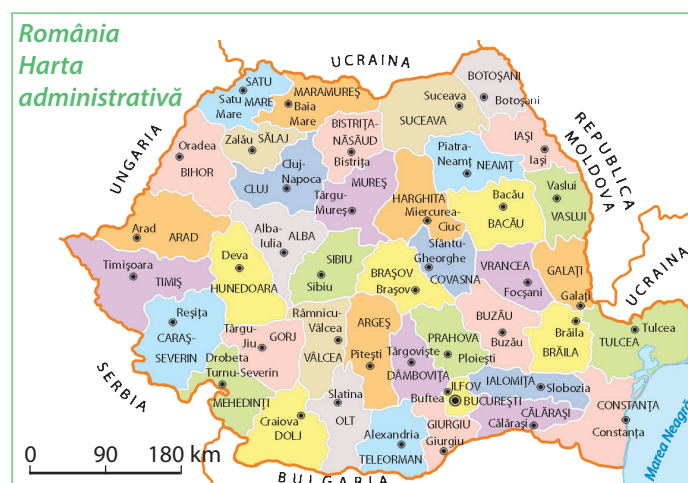 România
Harta
administrativă
UCRAINA
UNGARIA
REPUBLICA
MOLDOVA
UCRAINA
SERBIA
BULGARIA
Marea Neagră
SATU
MARE
Satu
Mare
MARAMUREȘ
Baia
Mare
SUCEAVA
Suceava
BOTOȘANI
Botoșani
Oradea
BIHOR
Zalău
SĂLAJ
Cluj-
Napoca
CLUJ
BISTRIȚA-
NĂSĂUD
Bistrița
MUREȘ
Târgu-
Mureș
HARGHITA
Miercurea-
Ciuc
Piatra-
Neamț
NEAMȚ
IAȘI
Iași
Bacău
BACĂU
Vaslui
VASLUI
Arad
ARAD
Alba-
Iulia
ALBA
Timișoara
TIMIȘ
Deva
HUNEDOARA
SIBIU
Sibiu
BRAȘOV
Brașov
Sfântu-
Gheorghe
COVASNA
VRANCEA
Focșani
GALAȚI
Galați
Reșița
CARAȘ-
SEVERIN
Târgu-
Jiu
GORJ
Râmnicu-
Vâlcea
VÂLCEA
ARGEȘ
Pitești
Târgoviște
DÂMBOVIȚA
PRAHOVA
Ploiești
BUZĂU
Buzău
Brăila
BRĂILA
Tulcea
TULCEA
Drobeta
Turnu-Severin
MEHEDINȚI
Craiova
DOLJ
Slatina
OLT
Alexandria
TELEORMAN
ILFOV
Buftea
BUCUREȘTI
GIURGIU
Giurgiu
IALOMIȚA
Slobozia
CĂLĂRAȘI
Călărași
CONSTANȚA
Constanța
0 90 180 km